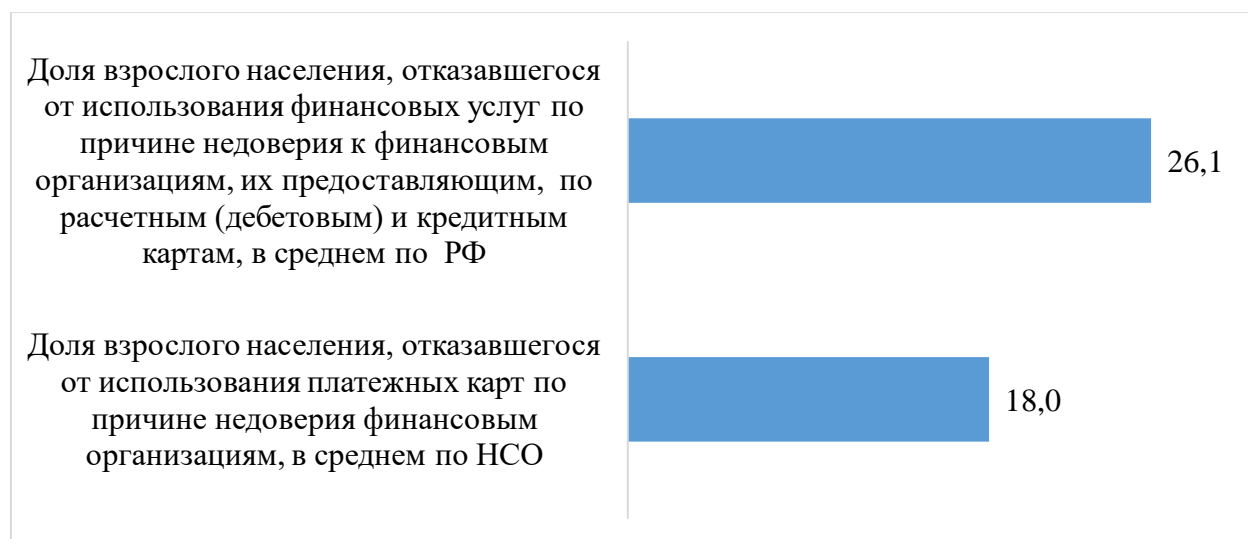 Доля взрослого населения, отказавшегося
от использования финансовых услуг по
причине недоверия к финансовым
организациям, их предоставляющим, по
расчетным (дебетовым) и кредитным
картам, в среднем по РФ
26,1
Доля взрослого населения, отказавшегося
от использования платежных карт по
причине недоверия финансовым
организациям, в среднем по НСО
18,0